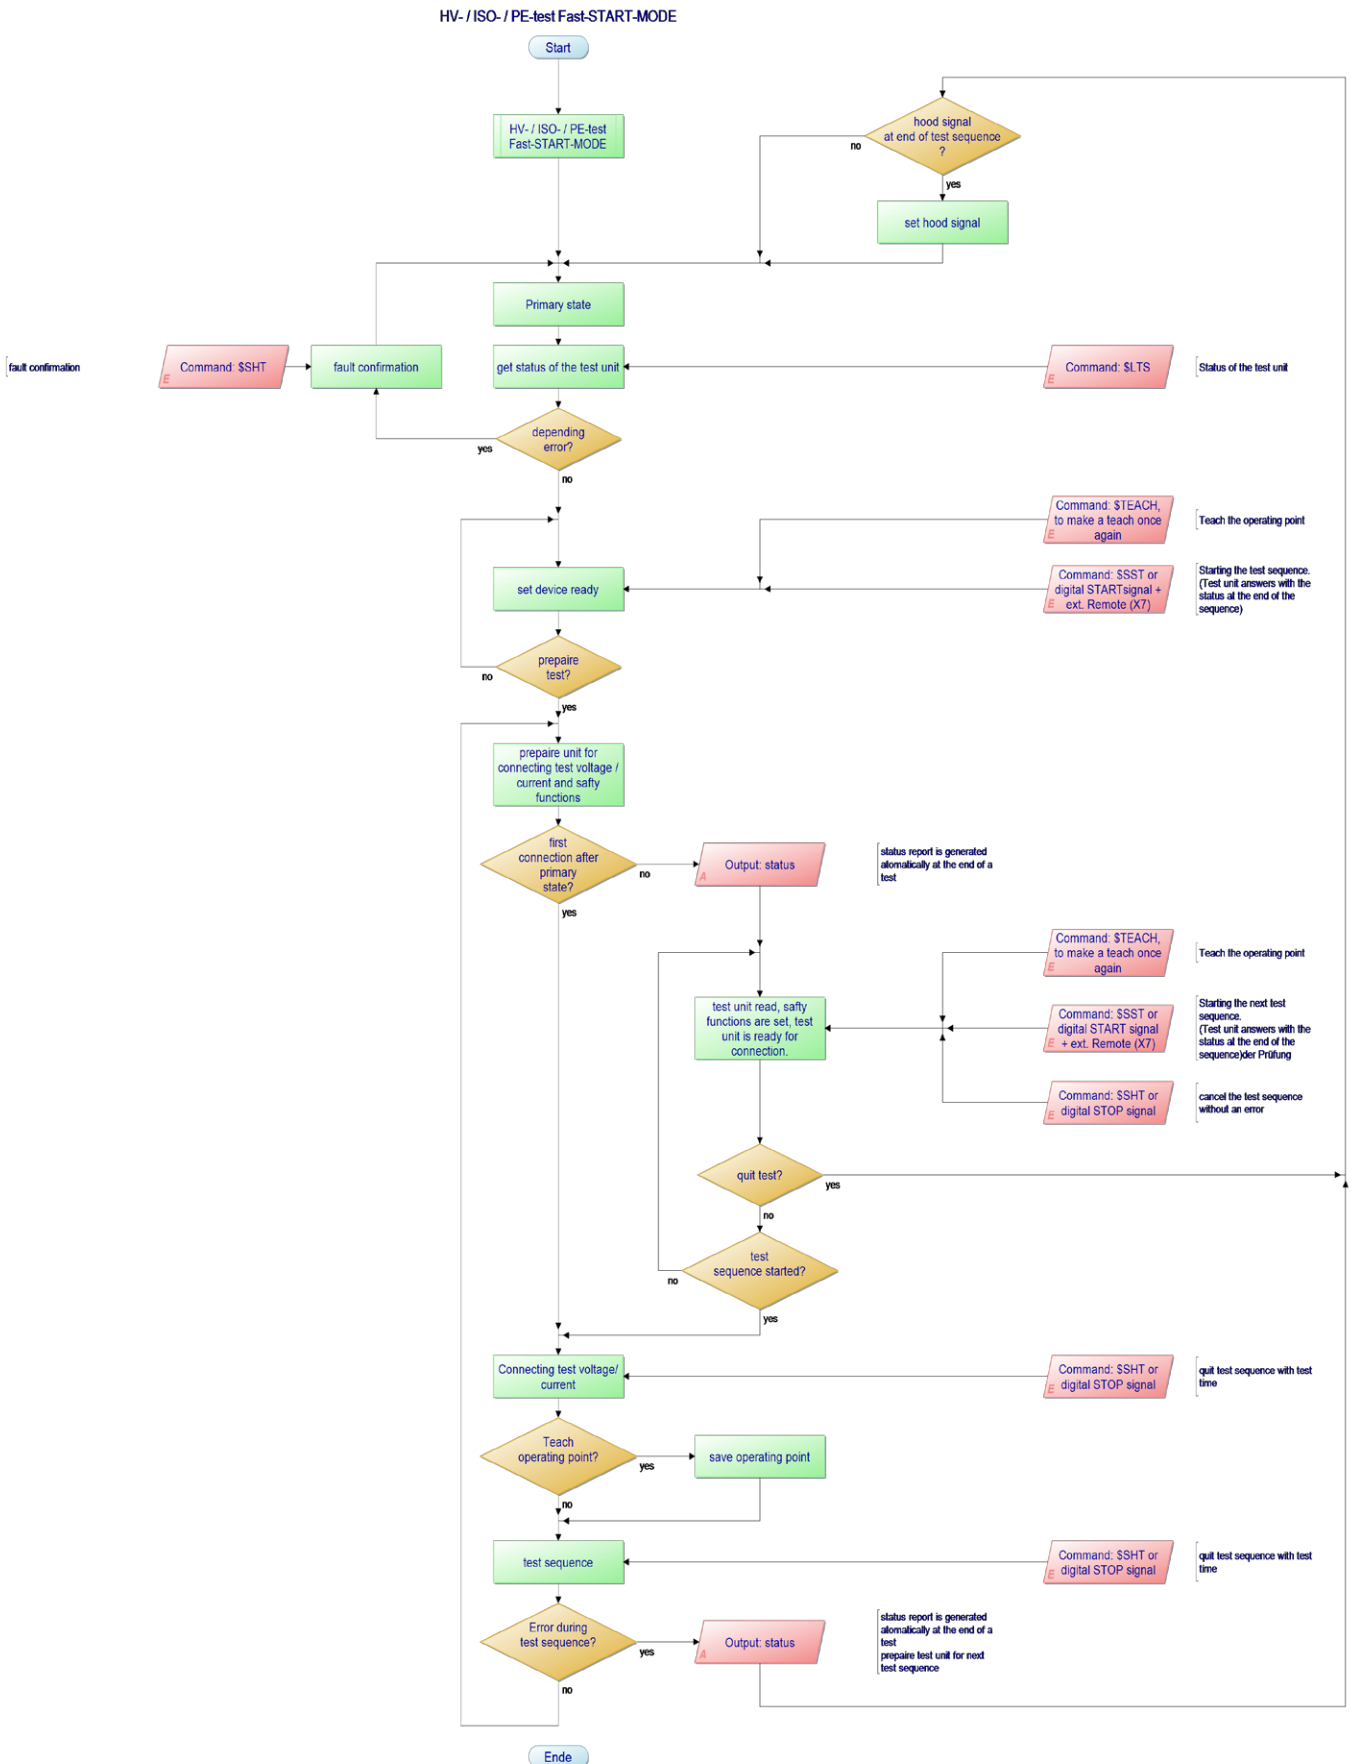 HV- / ISO- / PE-test Fast-START-MODE
Start
HV- / ISO- / PE-test
Fast-START-MODE
hood signal
at end of test sequence
?
no
yes
set hood signal
Primary state
fault confirmation
E
Command: $SHT
fault confirmation
get status of the test unit
E
Command: $LTS
Status of the test unit
depending
error?
yes
no
Command: $TEACH,
to make a teach once
again
E
Teach the operating point
set device ready
Command: $SST or
digital STARTsignal +
ext. Remote (X7)
E
Starting the test sequence.
(Test unit answers with the
status at the end of the
sequence)
prepaire
test?
no
yes
prepaire unit for
connecting test voltage /
current and safty
functions
first
connection after
primary
state?
no
yes
Output: status
A
status report is generated
atomatically at the end of a
test
Command: $TEACH,
to make a teach once
again
E
Teach the operating point
test unit read, safty
functions are set, test
unit is ready for
connection.
Command: $SST or
digital START signal
+ ext. Remote (X7)
E
Starting the next test
sequence.
(Test unit answers with the
status at the end of the
sequence)der Prüfung
Command: $SHT or
digital STOP signal
E
cancel the test sequence
without an error
quit test?
yes
no
test
sequence started?
no
yes
Connecting test voltage/
current
Command: $SHT or
digital STOP signal
E
quit test sequence with test
time
Teach
operating point?
yes
no
save operating point
test sequence
Command: $SHT or
digital STOP signal
E
quit test sequence with test
time
Error during
test sequence?
yes
no
Output: status
A
status report is generated
atomatically at the end of a
test
prepaire test unit for next
test sequence
Ende